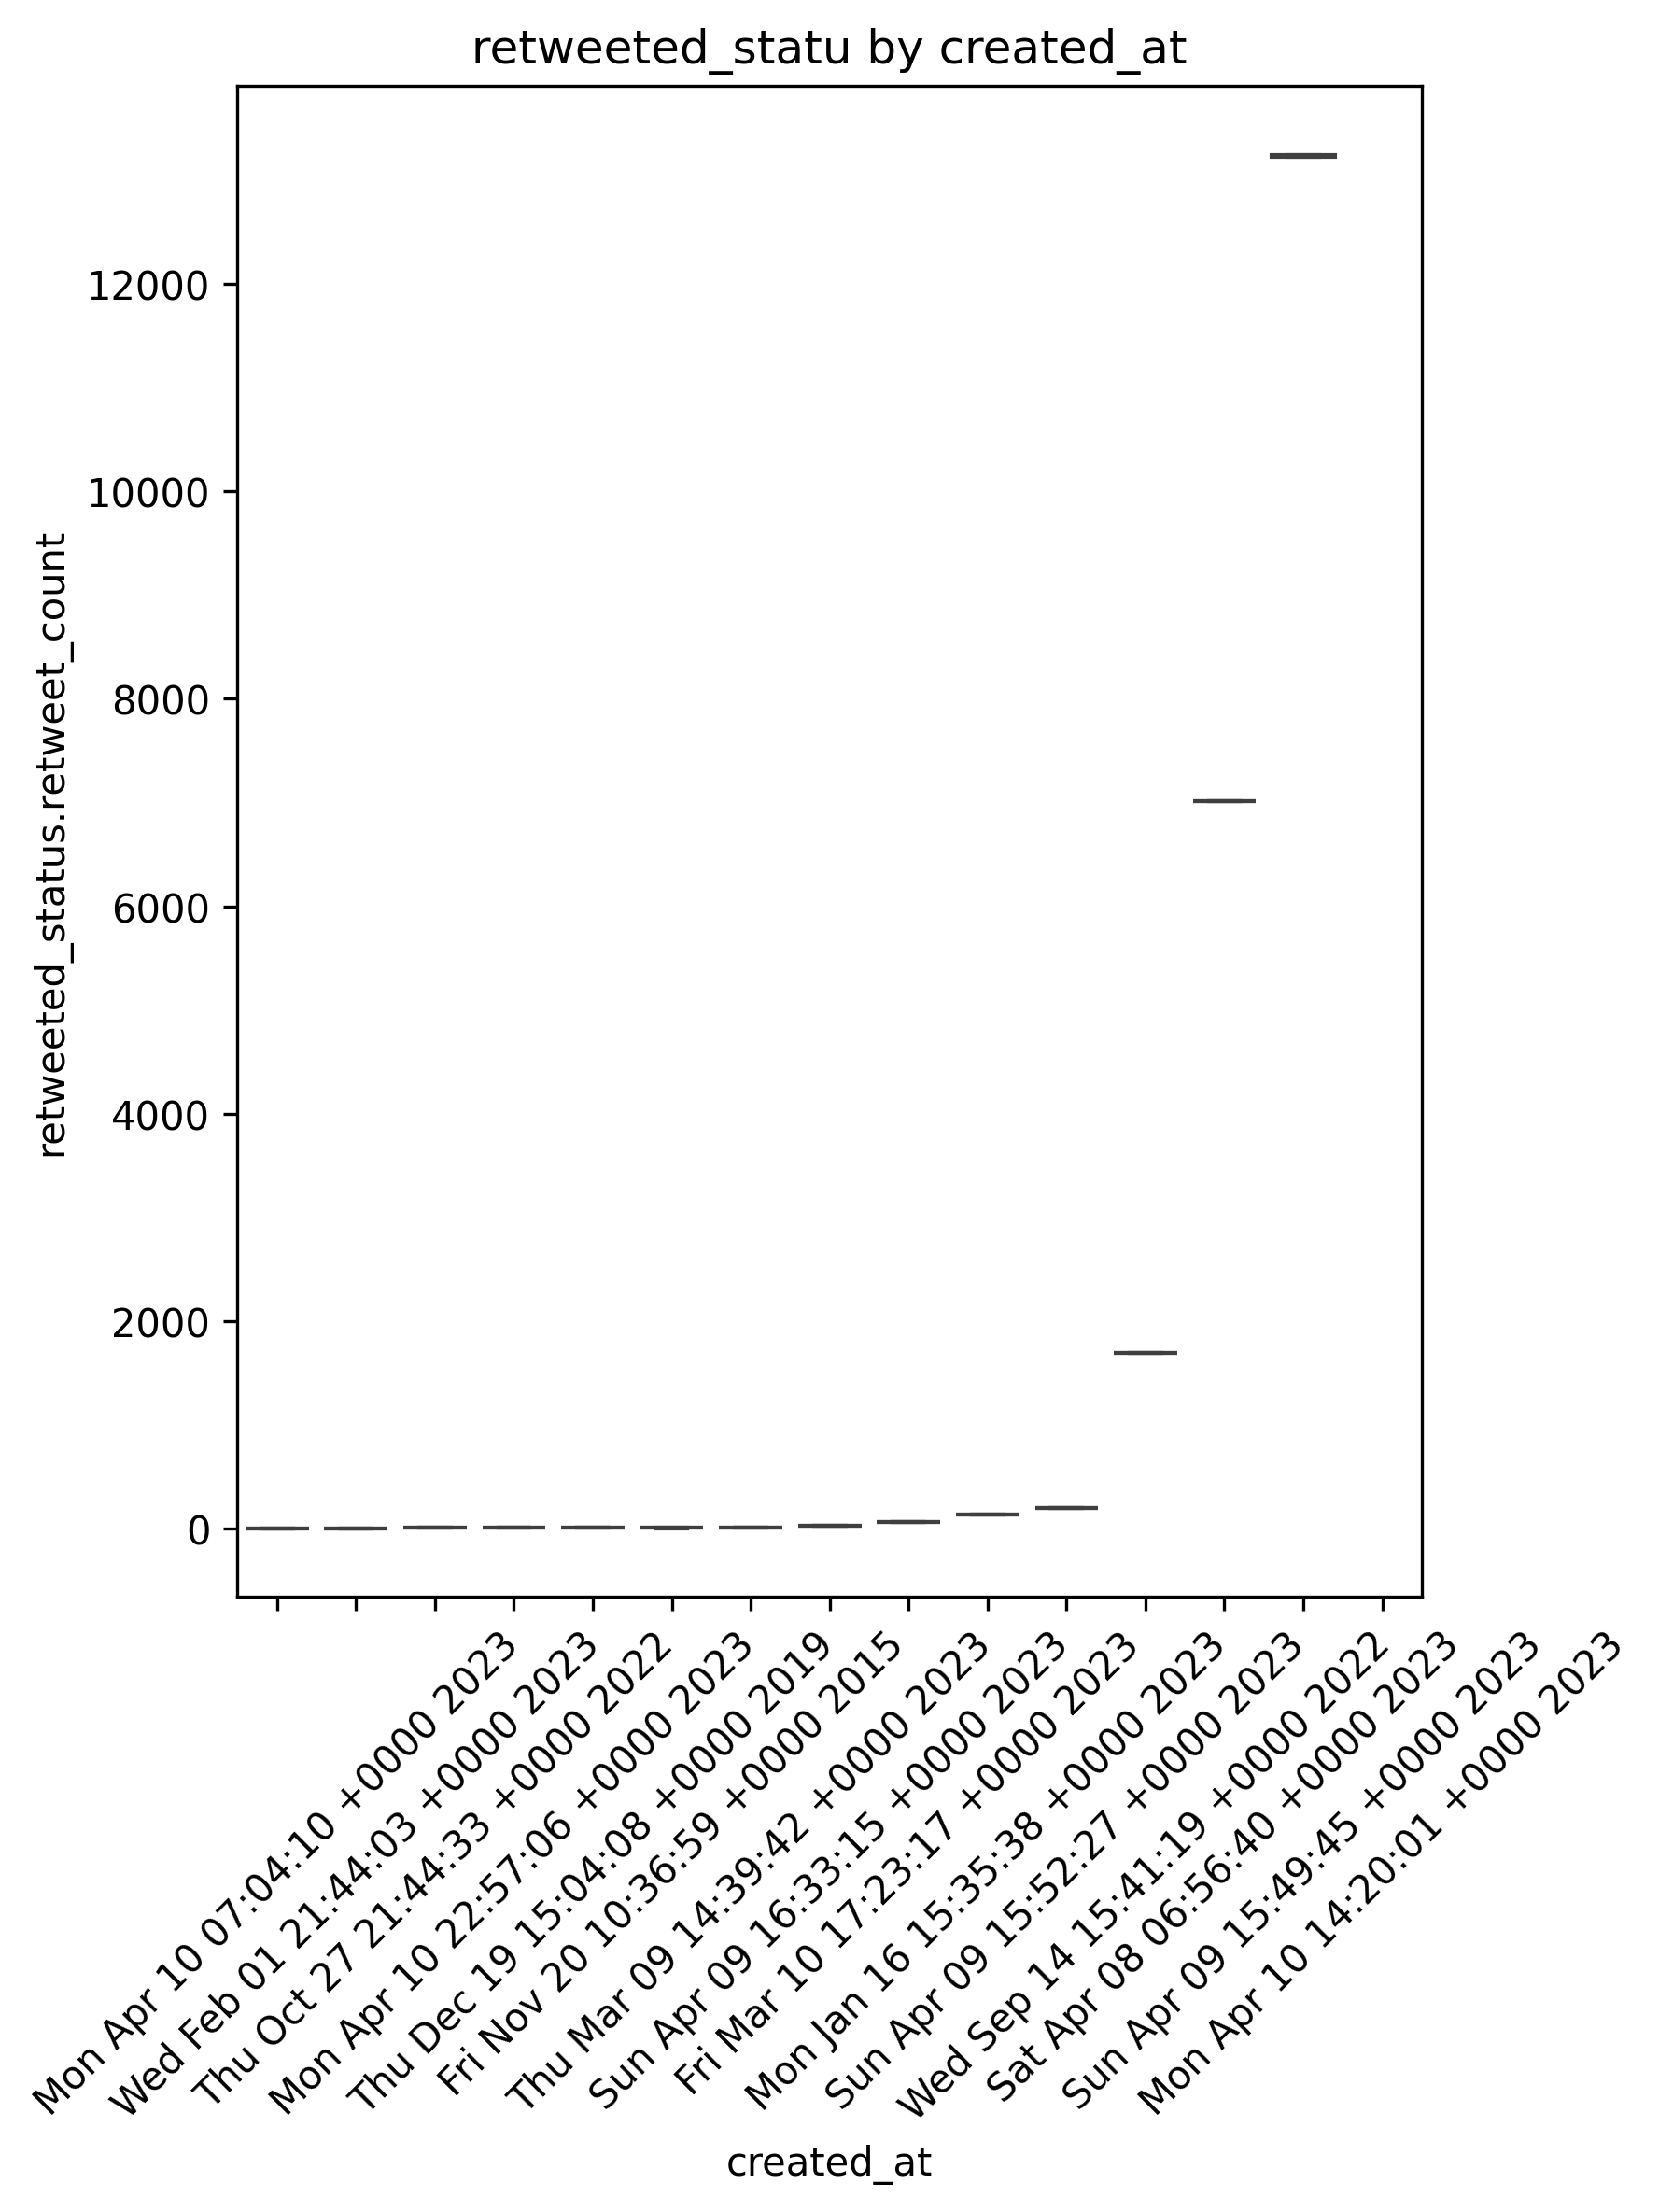 retweeted_statu by created_at
12000
10000
8000
6000
4000
2000
0
retweeted_status.retweet_count
Mon Apr 10 07:04:10 +0000 2023
Wed Feb 01 21:44:03 +0000 2023
Thu Oct 27 21:44:33 +0000 2022
Mon Apr 10 22:57:06 +0000 2023
Thu Dec 19 15:04:08 +0000 2019
Fri Nov 20 10:36:59 +0000 2015
Thu Mar 09 14:39:42 +0000 2023
Sun Apr 09 16:33:15 +0000 2023
Fri Mar 10 17:23:17 +0000 2023
Mon Jan 16 15:35:38 +0000 2023
Sun Apr 09 15:52:27 +0000 2023
Wed Sep 14 15:41:19 +0000 2022
Sat Apr 08 06:56:40 +0000 2023
Sun Apr 09 15:49:45 +0000 2023
Mon Apr 10 14:20:01 +0000 2023
created_at